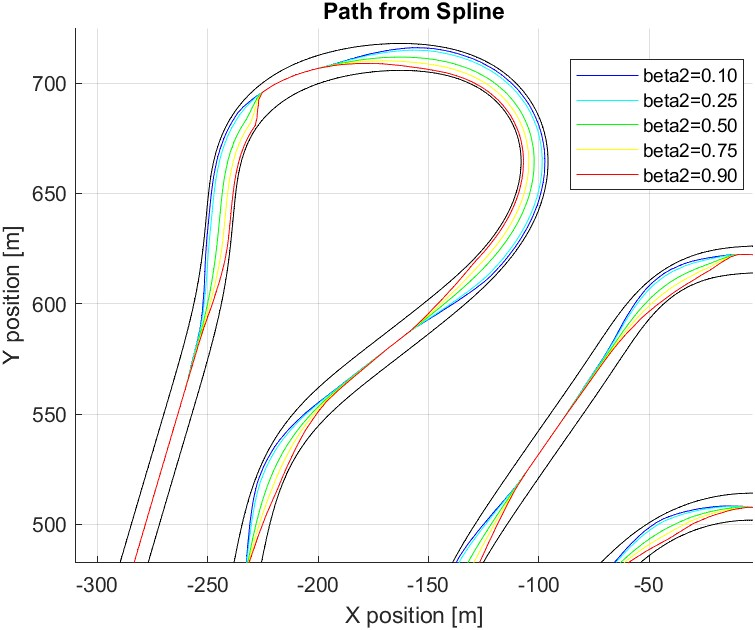 Path from Spline
beta2=0.10
beta2=0.25
beta2=0.50
beta2=0.75
beta2=0.90
Y position [m]
700
650
600
550
500
-300
-250
-200
-150
-100
-50
X position [m]